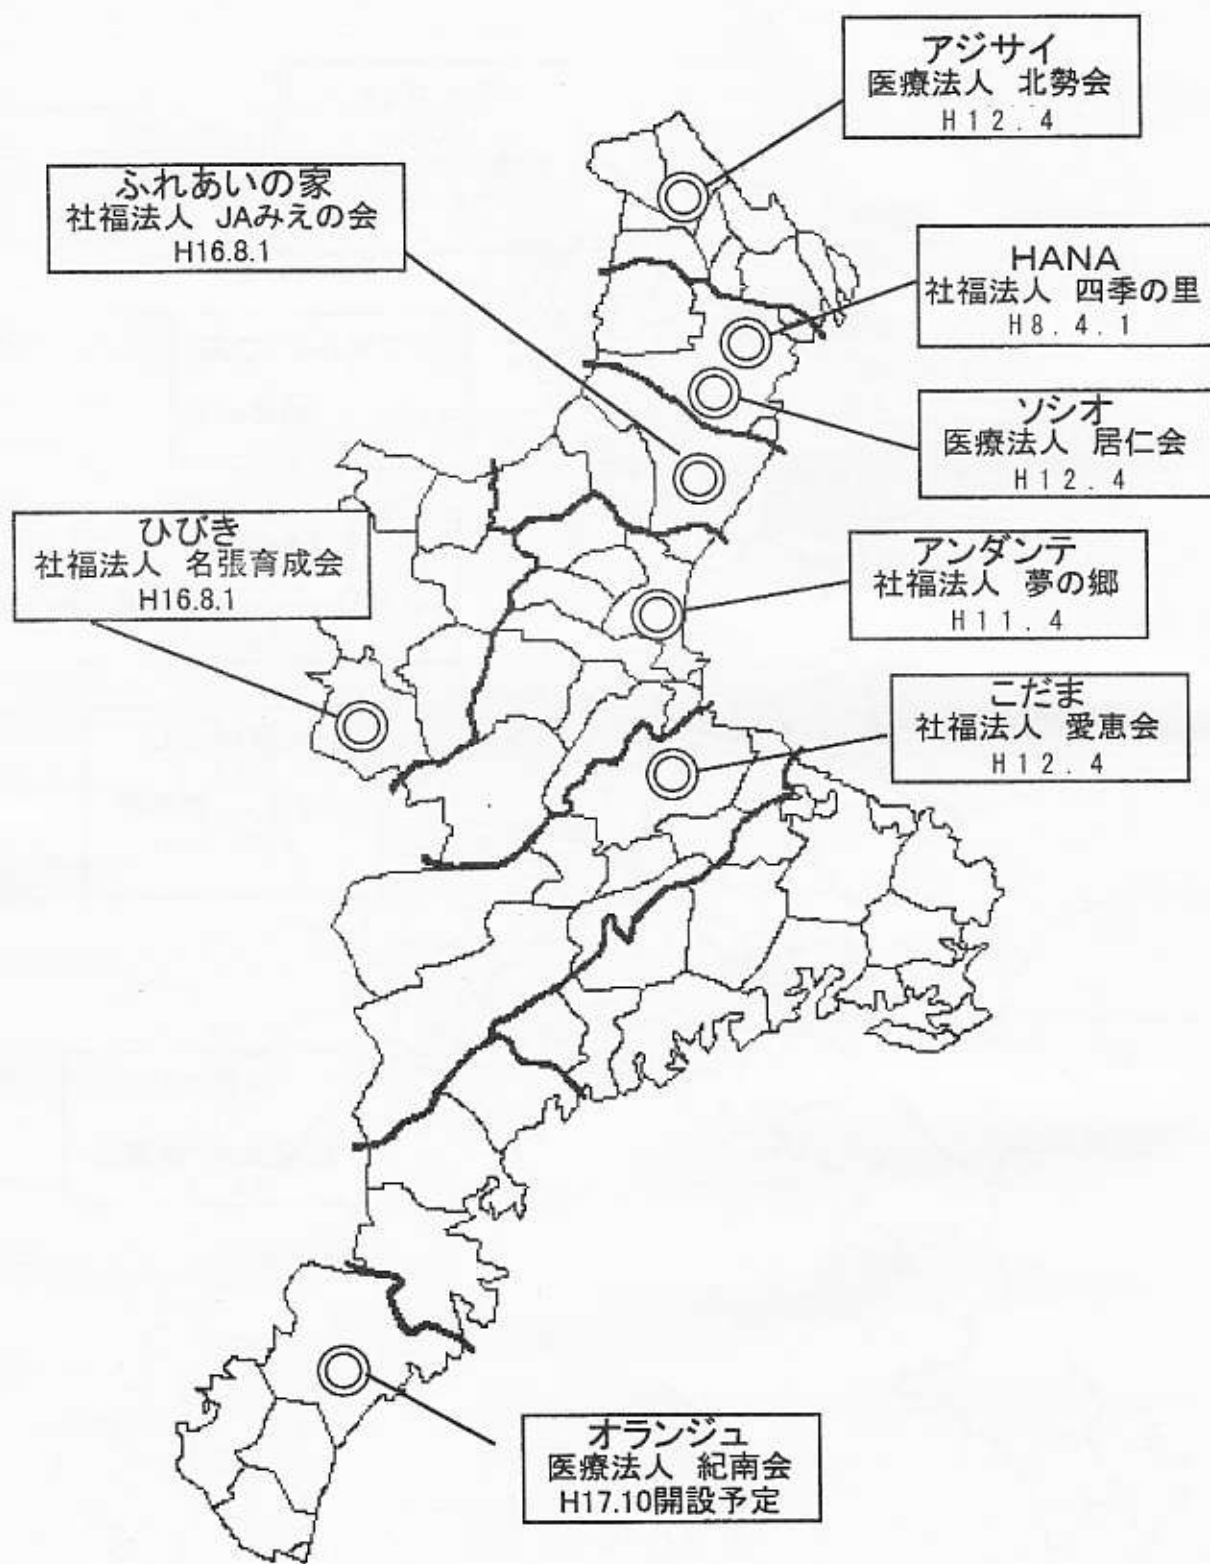 アジサイ
医療法人 北勢会
H12.4
ふれあいの家
社福法人 JAみえの会
H16.8.1
HANA
社福法人 四季の里
H8.4.1
ソシオ
医療法人 居仁会
H12.4
ひびき
社福法人 名張育成会
H16.8.1
アンダンテ
社福法人 夢の郷
H11.4
こだま
社福法人 愛恵会
H12.4
オランジュ
医療法人 紀南会
H17.10開設予定